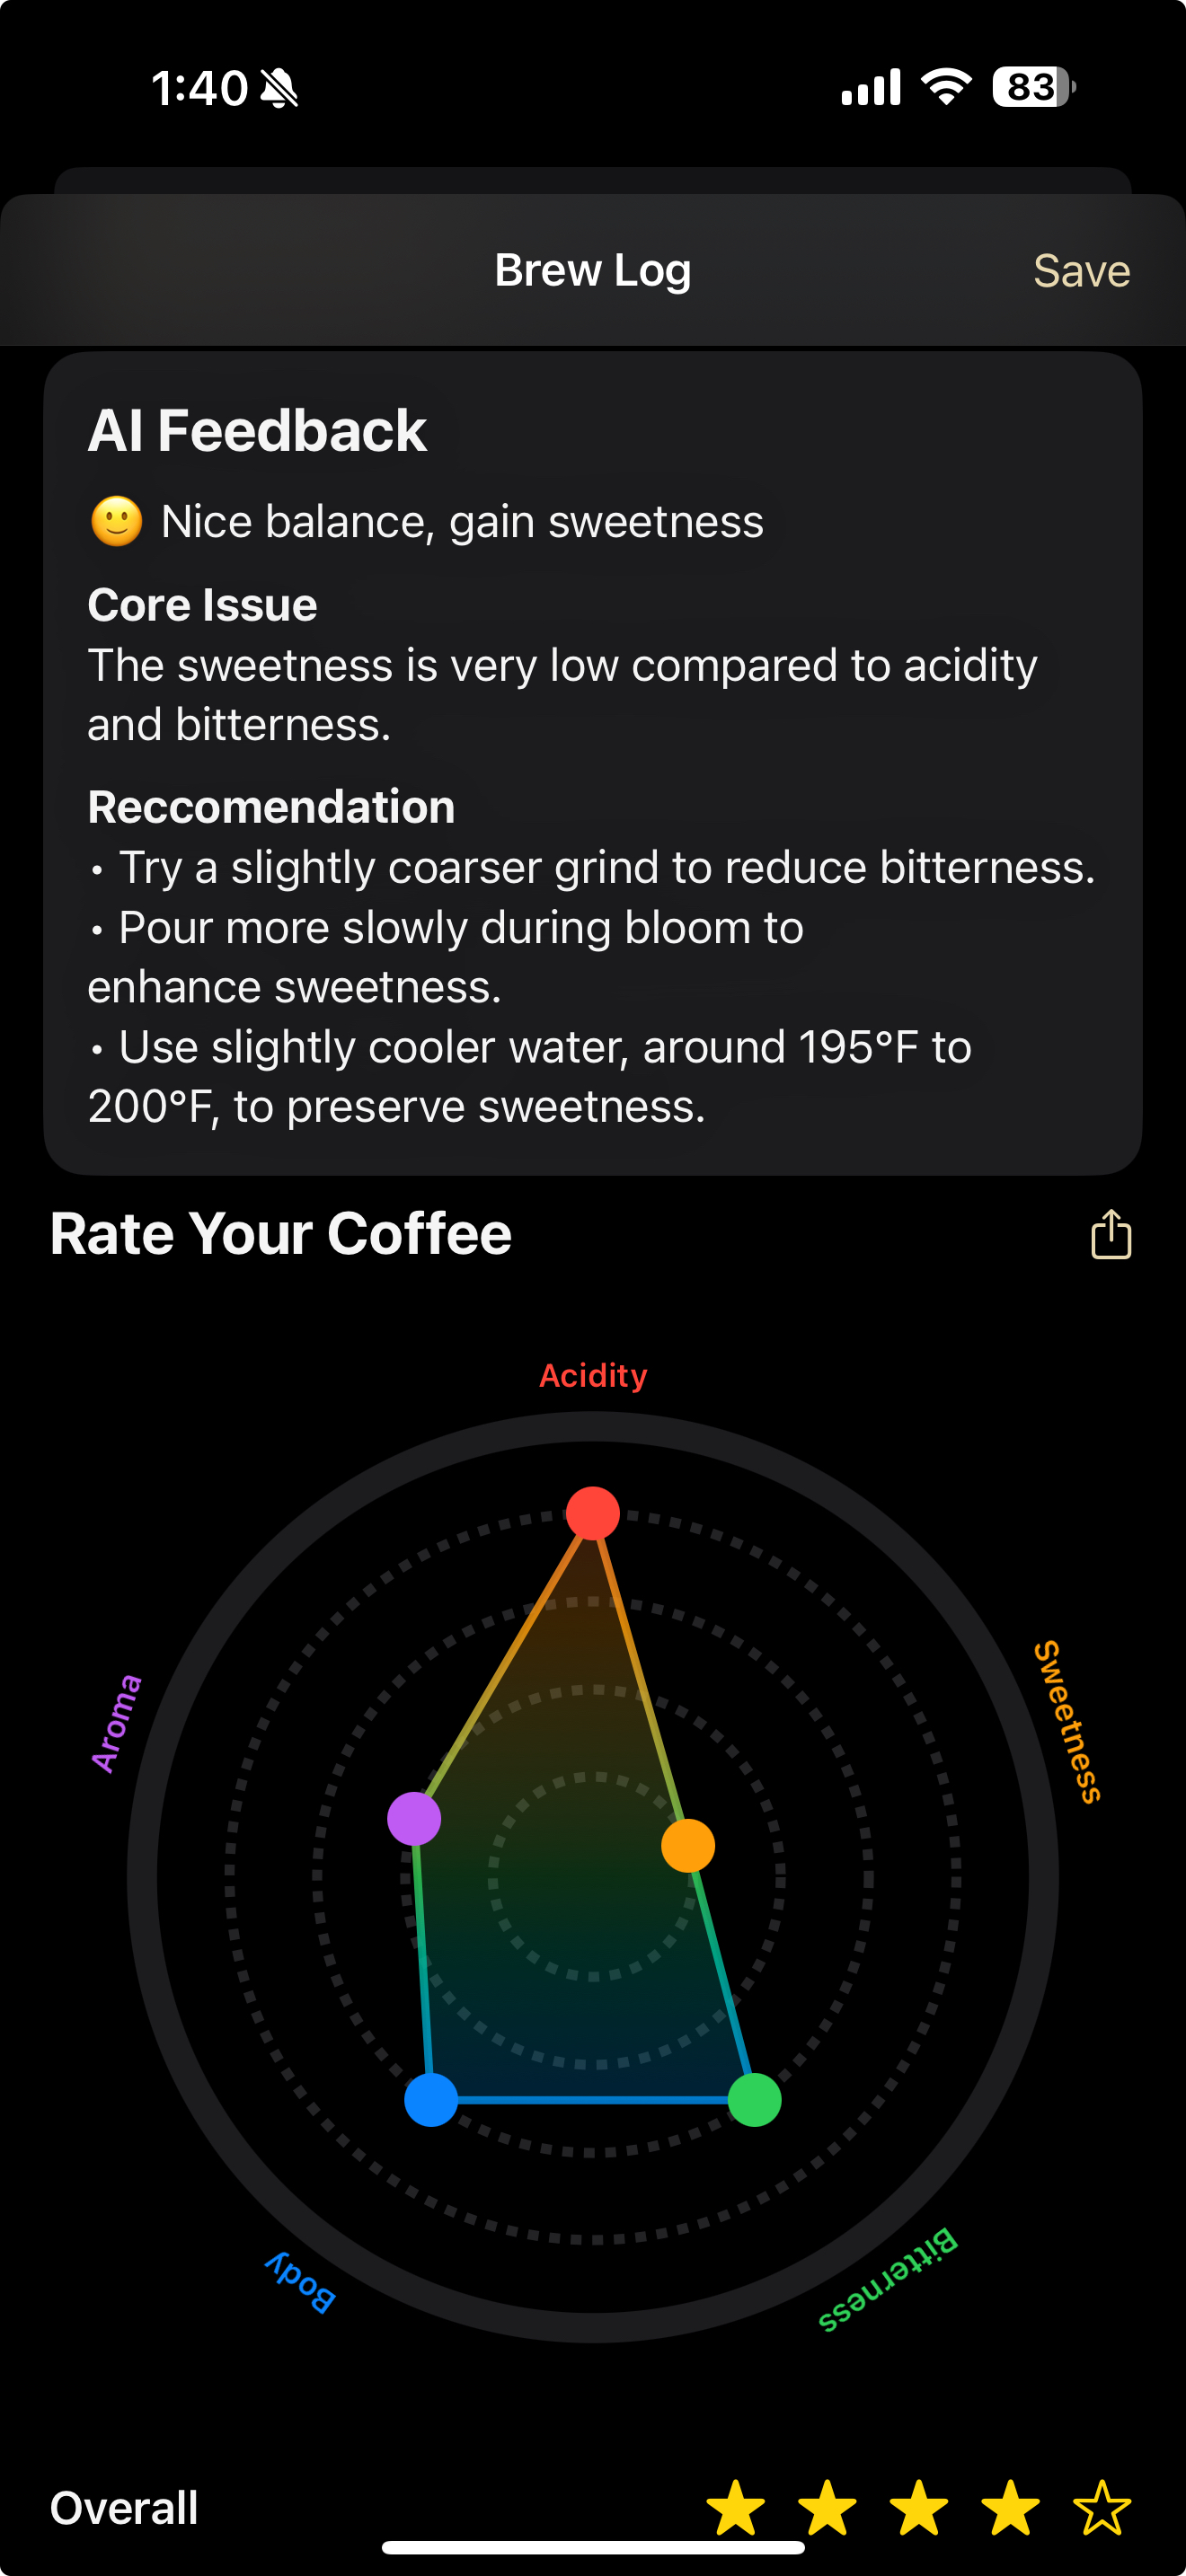 1:40
83
Brew Log
Save
AI Feedback
🙂 Nice balance, gain sweetness
Core Issue
The sweetness is very low compared to acidity
and bitterness.
Reccomendation
• Try a slightly coarser grind to reduce bitterness.
• Pour more slowly during bloom to
enhance sweetness.
• Use slightly cooler water, around 195°F to
200°F, to preserve sweetness.
Rate Your Coffee
Acidity
Sweetness
Aroma
Body
Bitterness
Overall